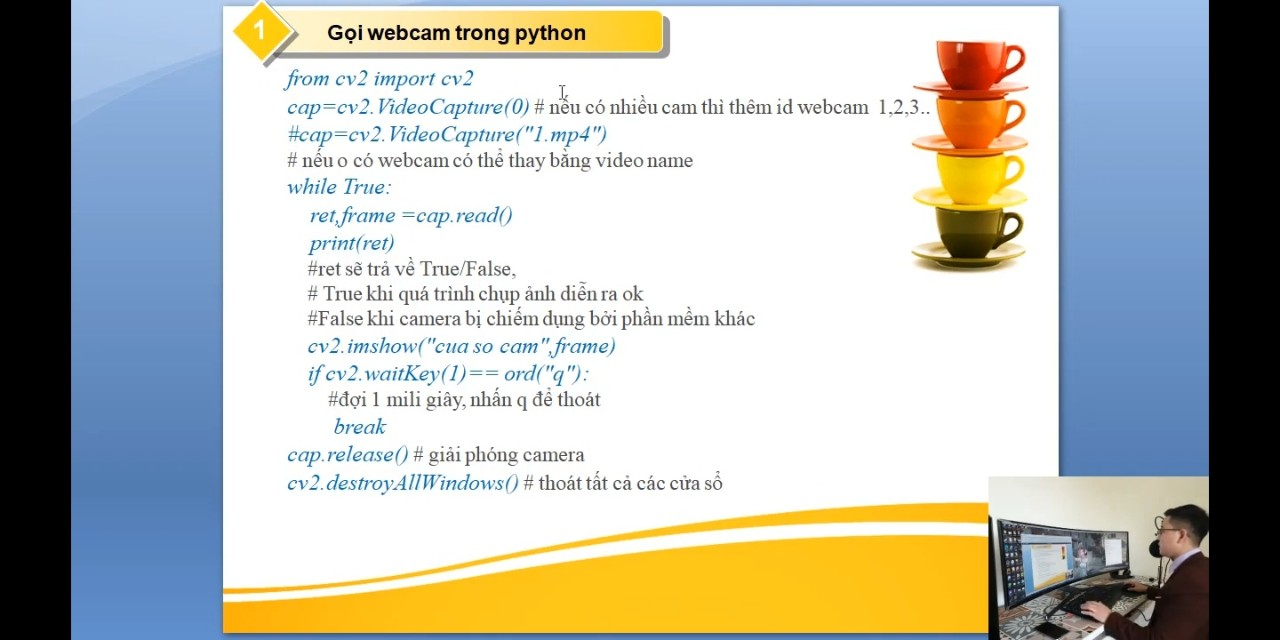 1
Gọi webcam trong python
from cv2 import cv2
cap=cv2.VideoCapture(0) # nếu có nhiều cam thì thêm id webcam 1,2,3..
#cap=cv2.VideoCapture("1.mp4")
# nếu o có webcam có thể thay bằng video name
while True:
ret,frame =cap.read()
print(ret)
#ret sẽ trả về True/False,
# True khi quá trình chụp ảnh diễn ra ok
#False khi camera bị chiếm dụng bởi phần mềm khác
cv2.imshow("cua so cam",frame)
if cv2.waitKey(1)== ord("q"):
#đợi 1 mili giây, nhấn q để thoát
break
cap.release() # giải phóng camera
cv2.destroyAllWindows() # thoát tất cả các cửa sổ